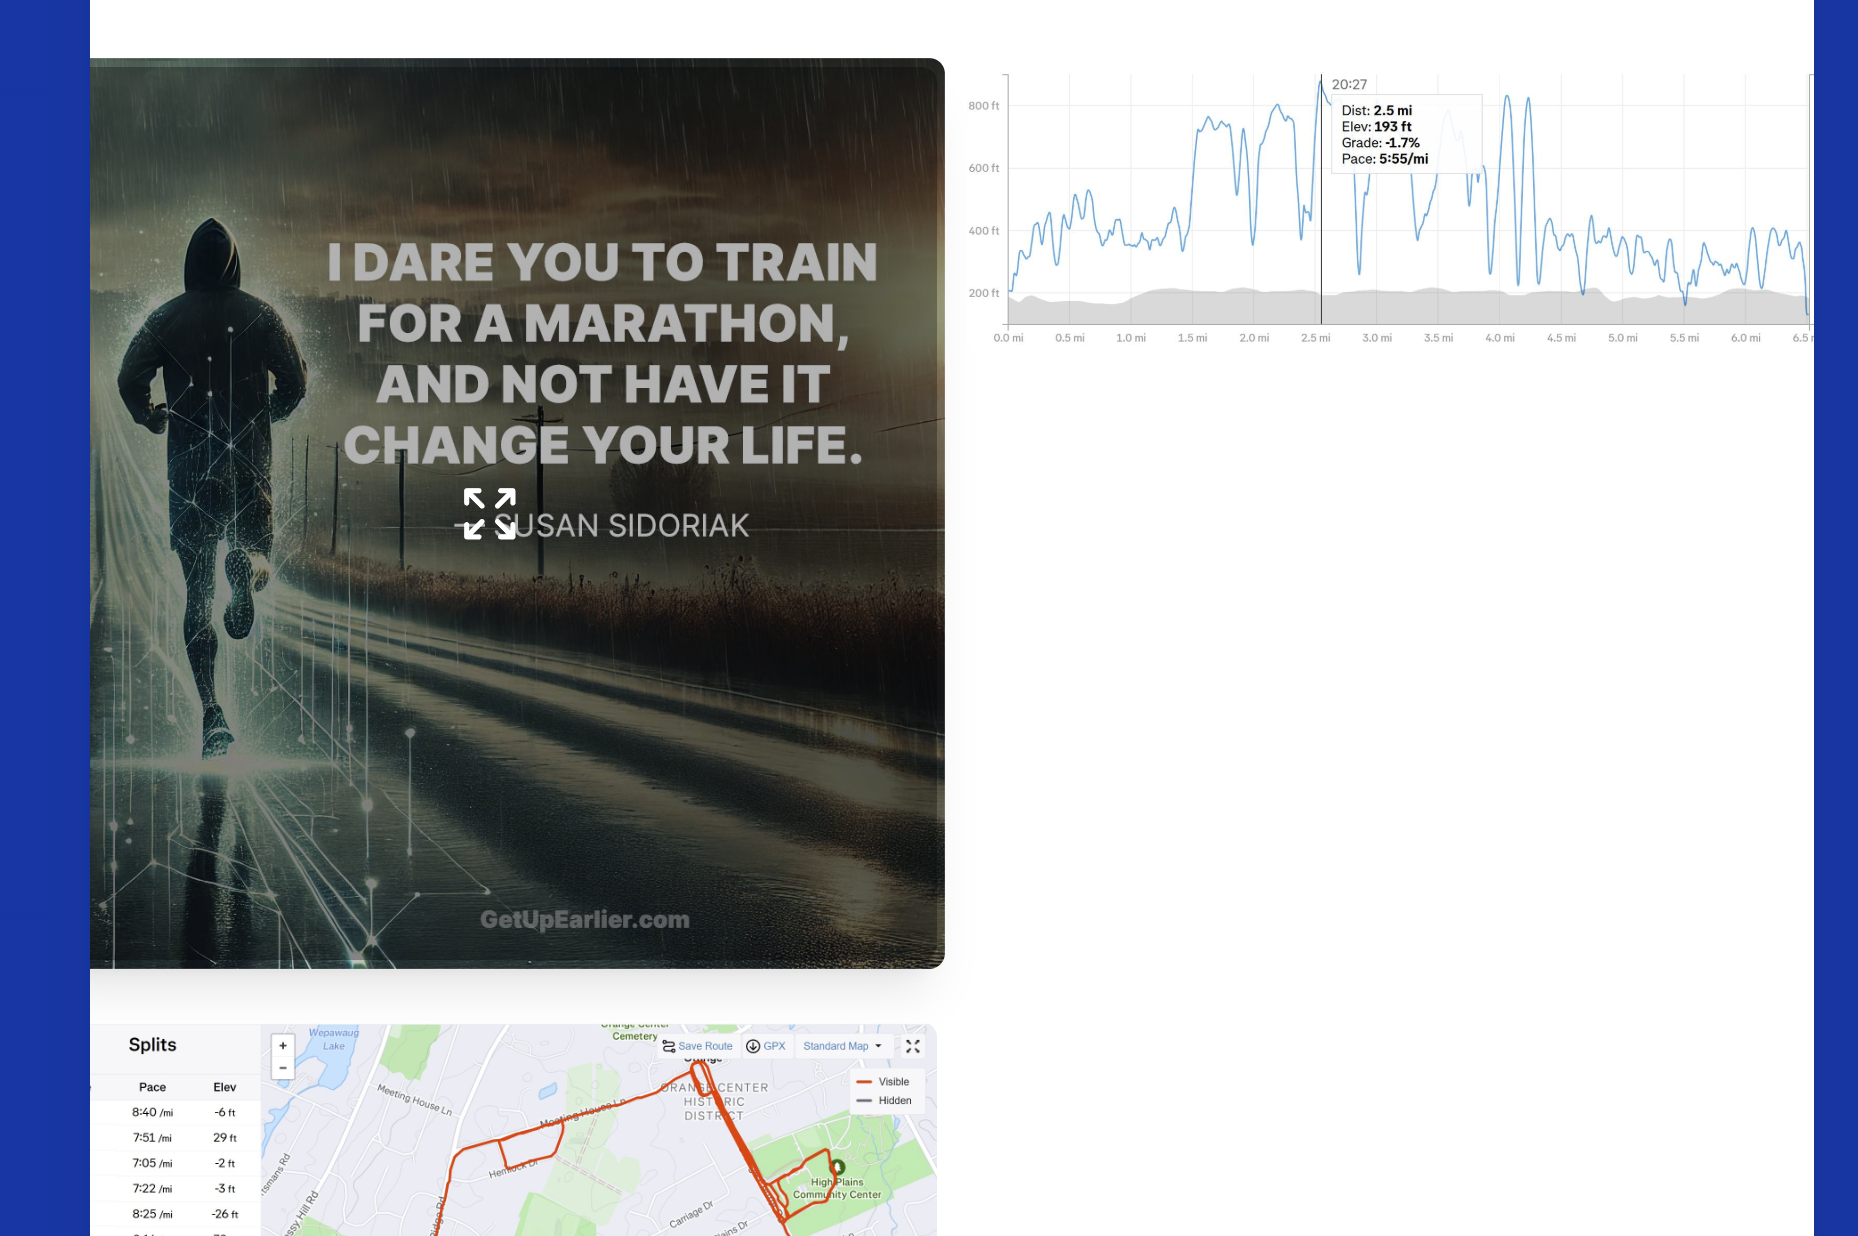 I DARE YOU TO TRAIN
FOR A MARATHON,
AND NOT HAVE IT
CHANGE YOUR LIFE.
SUSAN SIDORIAK
GetUpEarlier.com
20:27
Dist: 2.5 mi
Elev: 193 ft
Grade: -1.7%
Pace: 5:55/mi
800 ft
600 ft
400 ft
200 ft
0.0 mi 0.5 mi 1.0 mi 1.5 mi 2.0 mi 2.5 mi 3.0 mi 3.5 mi 4.0 mi 4.5 mi 5.0 mi 5.5 mi 6.0 mi 6.5
Splits
Pace Elev
8:40 /mi -6 ft
7:51 /mi 29 ft
7:05 /mi -2 ft
7:22 /mi -3 ft
8:25 /mi -26 ft
+
−
Wepawaug
Lake
Orange Center
Cemetery
Save Route GPX Standard Map
Orange
Visible
Hidden
ORANGE CENTER
HISTORIC
DISTRICT
Meeting House Ln
Meeting House Ln
Hemlock Dr
High Plains
Community Center
Carriage Dr